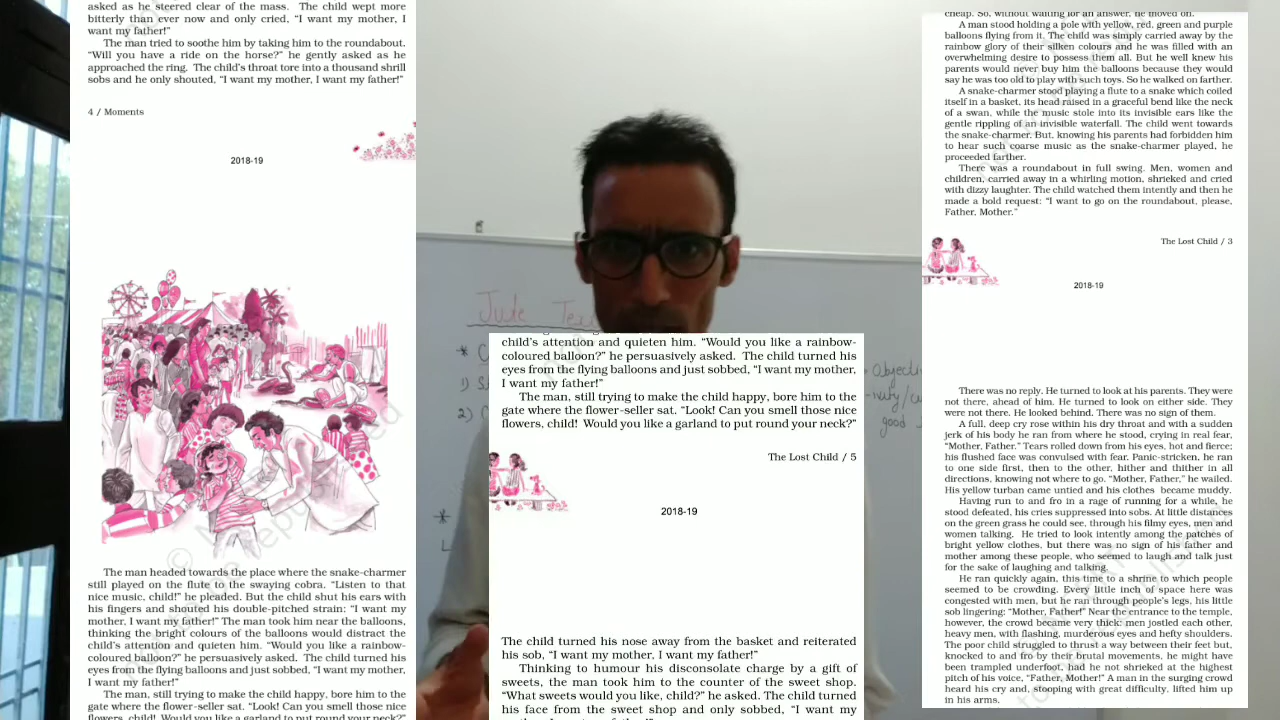 asked as he steered clear of the mass. The child wept more
bitterly than ever now and only cried, “I want my mother, I
want my father!”
The man tried to soothe him by taking him to the roundabout.
“Will you have a ride on the horse?” he gently asked as he
approached the ring. The child’s throat tore into a thousand shrill
sobs and he only shouted, “I want my mother, I want my father!”
4 / Moments
2018-19
The man headed towards the place where the snake-charmer
still played on the flute to the swaying cobra. “Listen to that
nice music, child!” he pleaded. But the child shut his ears with
his fingers and shouted his double-pitched strain: “I want my
mother, I want my father!” The man took him near the balloons,
thinking the bright colours of the balloons would distract the
child’s attention and quieten him. “Would you like a rainbow-
coloured balloon?” he persuasively asked. The child turned his
eyes from the flying balloons and just sobbed, “I want my mother,
I want my father!”
The man, still trying to make the child happy, bore him to the
gate where the flower-seller sat. “Look! Can you smell those nice
flowers, child! Would you like a garland to put round your neck?”
Jude
1)
2)
child’s attention and quieten him. “Would you like a rainbow-
coloured balloon?” he persuasively asked. The child turned his
eyes from the flying balloons and just sobbed, “I want my mother,
I want my father!”
The man, still trying to make the child happy, bore him to the
gate where the flower-seller sat. “Look! Can you smell those nice
flowers, child! Would you like a garland to put round your neck?”
The Lost Child / 5
2018-19
The child turned his nose away from the basket and reiterated
his sob, “I want my mother, I want my father!”
Thinking to humour his disconsolate charge by a gift of
sweets, the man took him to the counter of the sweet shop.
“What sweets would you like, child?” he asked. The child turned
his face from the sweet shop and only sobbed, “I want my
good
cheap. So, without waiting for an answer, he moved on.
A man stood holding a pole with yellow, red, green and purple
balloons flying from it. The child was simply carried away by the
rainbow glory of their silken colours and he was filled with an
overwhelming desire to possess them all. But he well knew his
parents would never buy him the balloons because they would
say he was too old to play with such toys. So he walked on farther.
A snake-charmer stood playing a flute to a snake which coiled
itself in a basket, its head raised in a graceful bend like the neck
of a swan, while the music stole into its invisible ears like the
gentle rippling of an invisible waterfall. The child went towards
the snake-charmer. But, knowing his parents had forbidden him
to hear such coarse music as the snake-charmer played, he
proceeded farther.
There was a roundabout in full swing. Men, women and
children, carried away in a whirling motion, shrieked and cried
with dizzy laughter. The child watched them intently and then he
made a bold request: “I want to go on the roundabout, please,
Father, Mother.”
The Lost Child / 3
2018-19
There was no reply. He turned to look at his parents. They were
not there, ahead of him. He turned to look on either side. They
were not there. He looked behind. There was no sign of them.
A full, deep cry rose within his dry throat and with a sudden
jerk of his body he ran from where he stood, crying in real fear,
“Mother, Father.” Tears rolled down from his eyes, hot and fierce;
his flushed face was convulsed with fear. Panic-stricken, he ran
to one side first, then to the other, hither and thither in all
directions, knowing not where to go. “Mother, Father,” he wailed.
His yellow turban came untied and his clothes became muddy.
Having run to and fro in a rage of running for a while, he
stood defeated, his cries suppressed into sobs. At little distances
on the green grass he could see, through his filmy eyes, men and
women talking. He tried to look intently among the patches of
bright yellow clothes, but there was no sign of his father and
mother among these people, who seemed to laugh and talk just
for the sake of laughing and talking.
He ran quickly again, this time to a shrine to which people
seemed to be crowding. Every little inch of space here was
congested with men, but he ran through people’s legs, his little
sob lingering: “Mother, Father!” Near the entrance to the temple,
however, the crowd became very thick: men jostled each other,
heavy men, with flashing, murderous eyes and hefty shoulders.
The poor child struggled to thrust a way between their feet but,
knocked to and fro by their brutal movements, he might have
been trampled underfoot, had he not shrieked at the highest
pitch of his voice, “Father, Mother!” A man in the surging crowd
heard his cry and, stooping with great difficulty, lifted him up
in his arms.